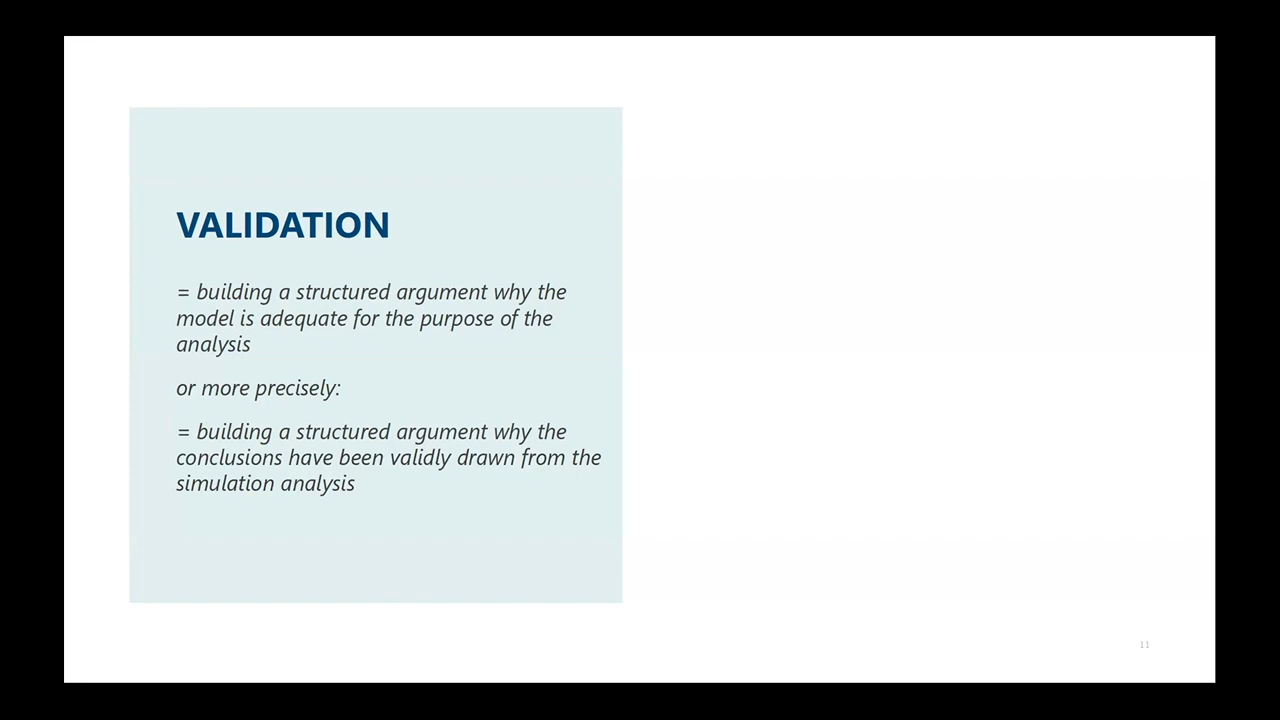 VALIDATION
= building a structured argument why the
model is adequate for the purpose of the
analysis
or more precisely:
= building a structured argument why the
conclusions have been validly drawn from the
simulation analysis
11